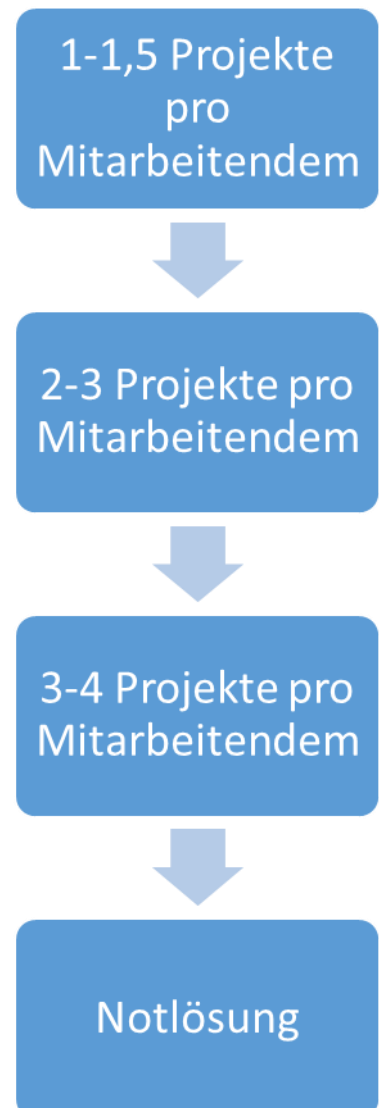 1-1,5 Projekte
pro
Mitarbeitendem
2-3 Projekte pro
Mitarbeitendem
3-4 Projekte pro
Mitarbeitendem
Notlösung